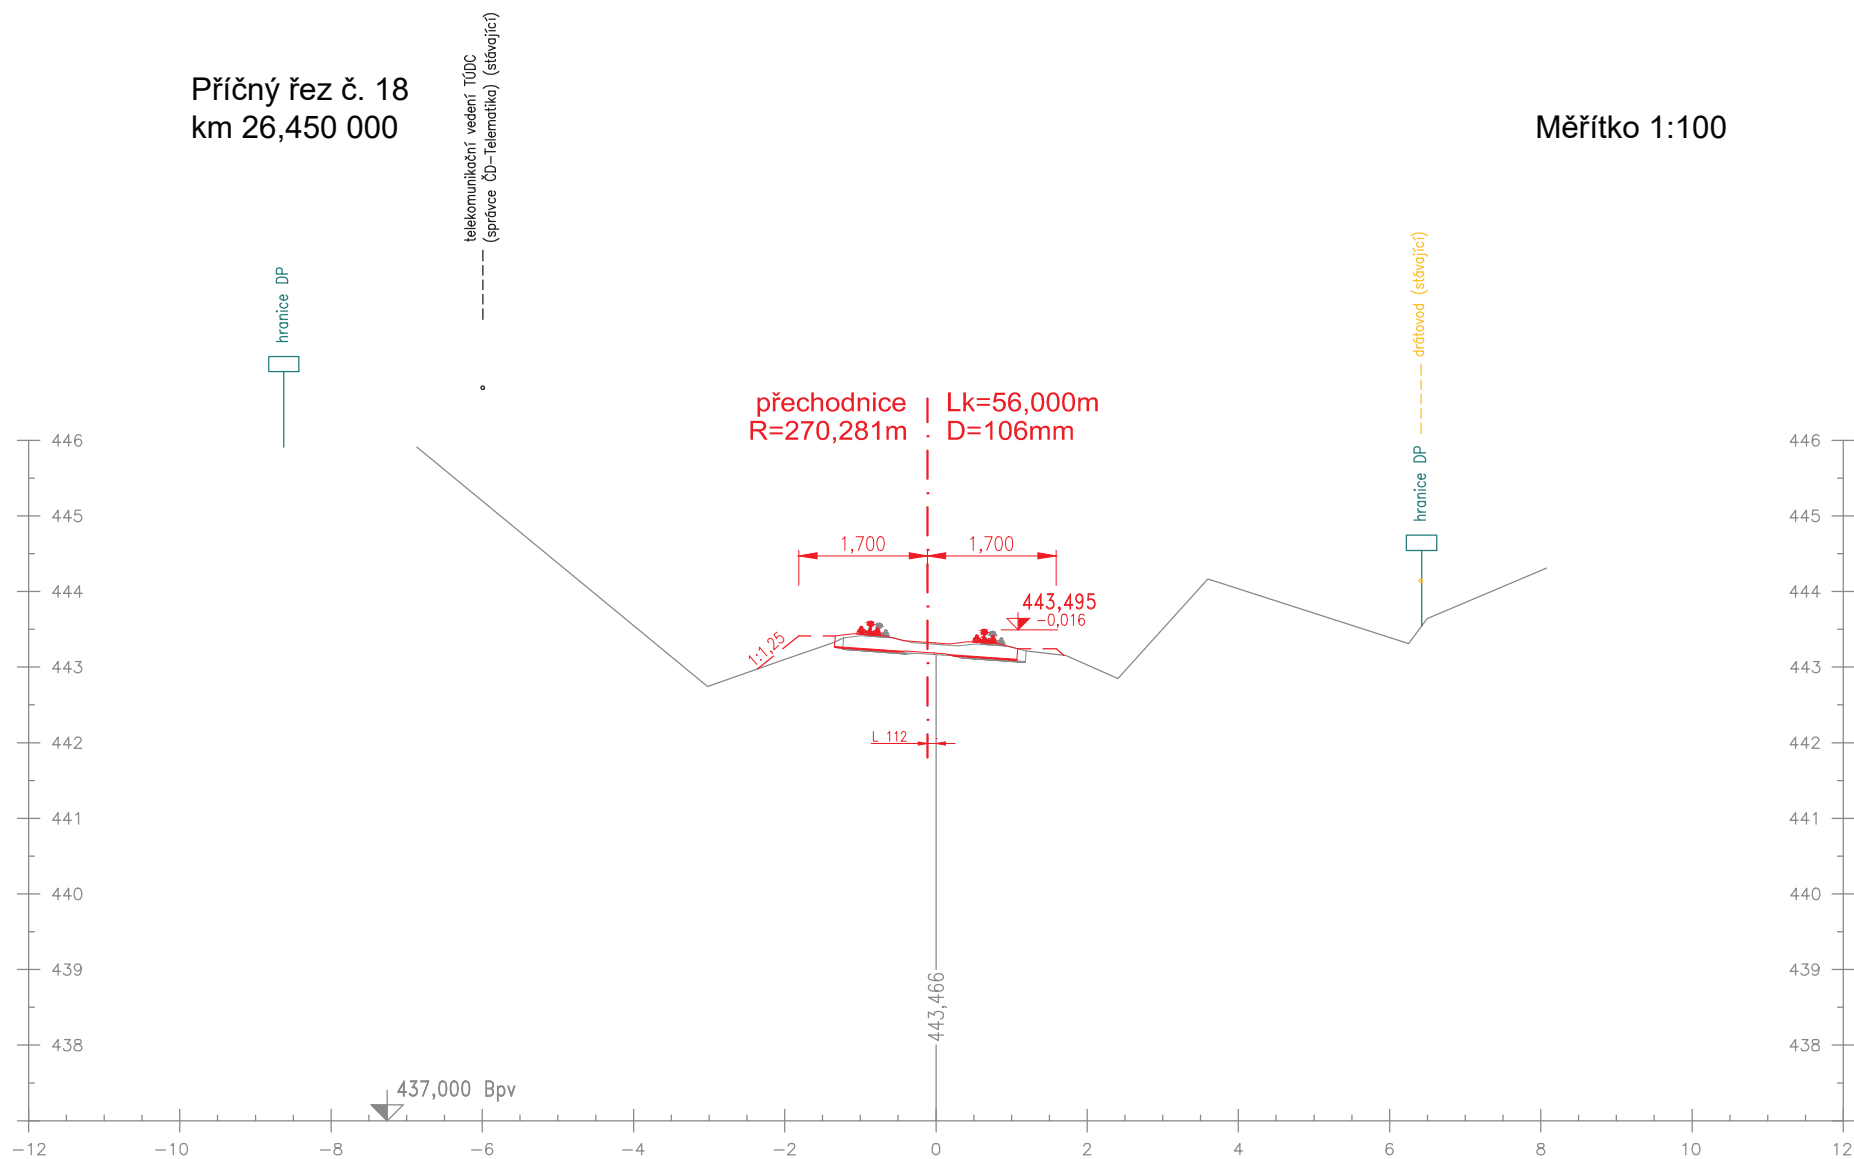 Příčný řez č. 18
km 26,450 000
Měřítko 1:100
telekomunikační vedení TÚDC
(správce ČD-Telematika) (stávající)
hranice DP
drátovod (stávající)
hranice DP
přechodnice Lk=56,000m
R=270,281m D=106mm
446 446
445 445
1,700 1,700
444 444
443,495
-0,016
1:1,25
443 443
L 112
442 442
441 441
440 440
439 439
443,466
438 438
437,000 Bpv
-12 -10 -8 -6 -4 -2 0 2 4 6 8 10 12